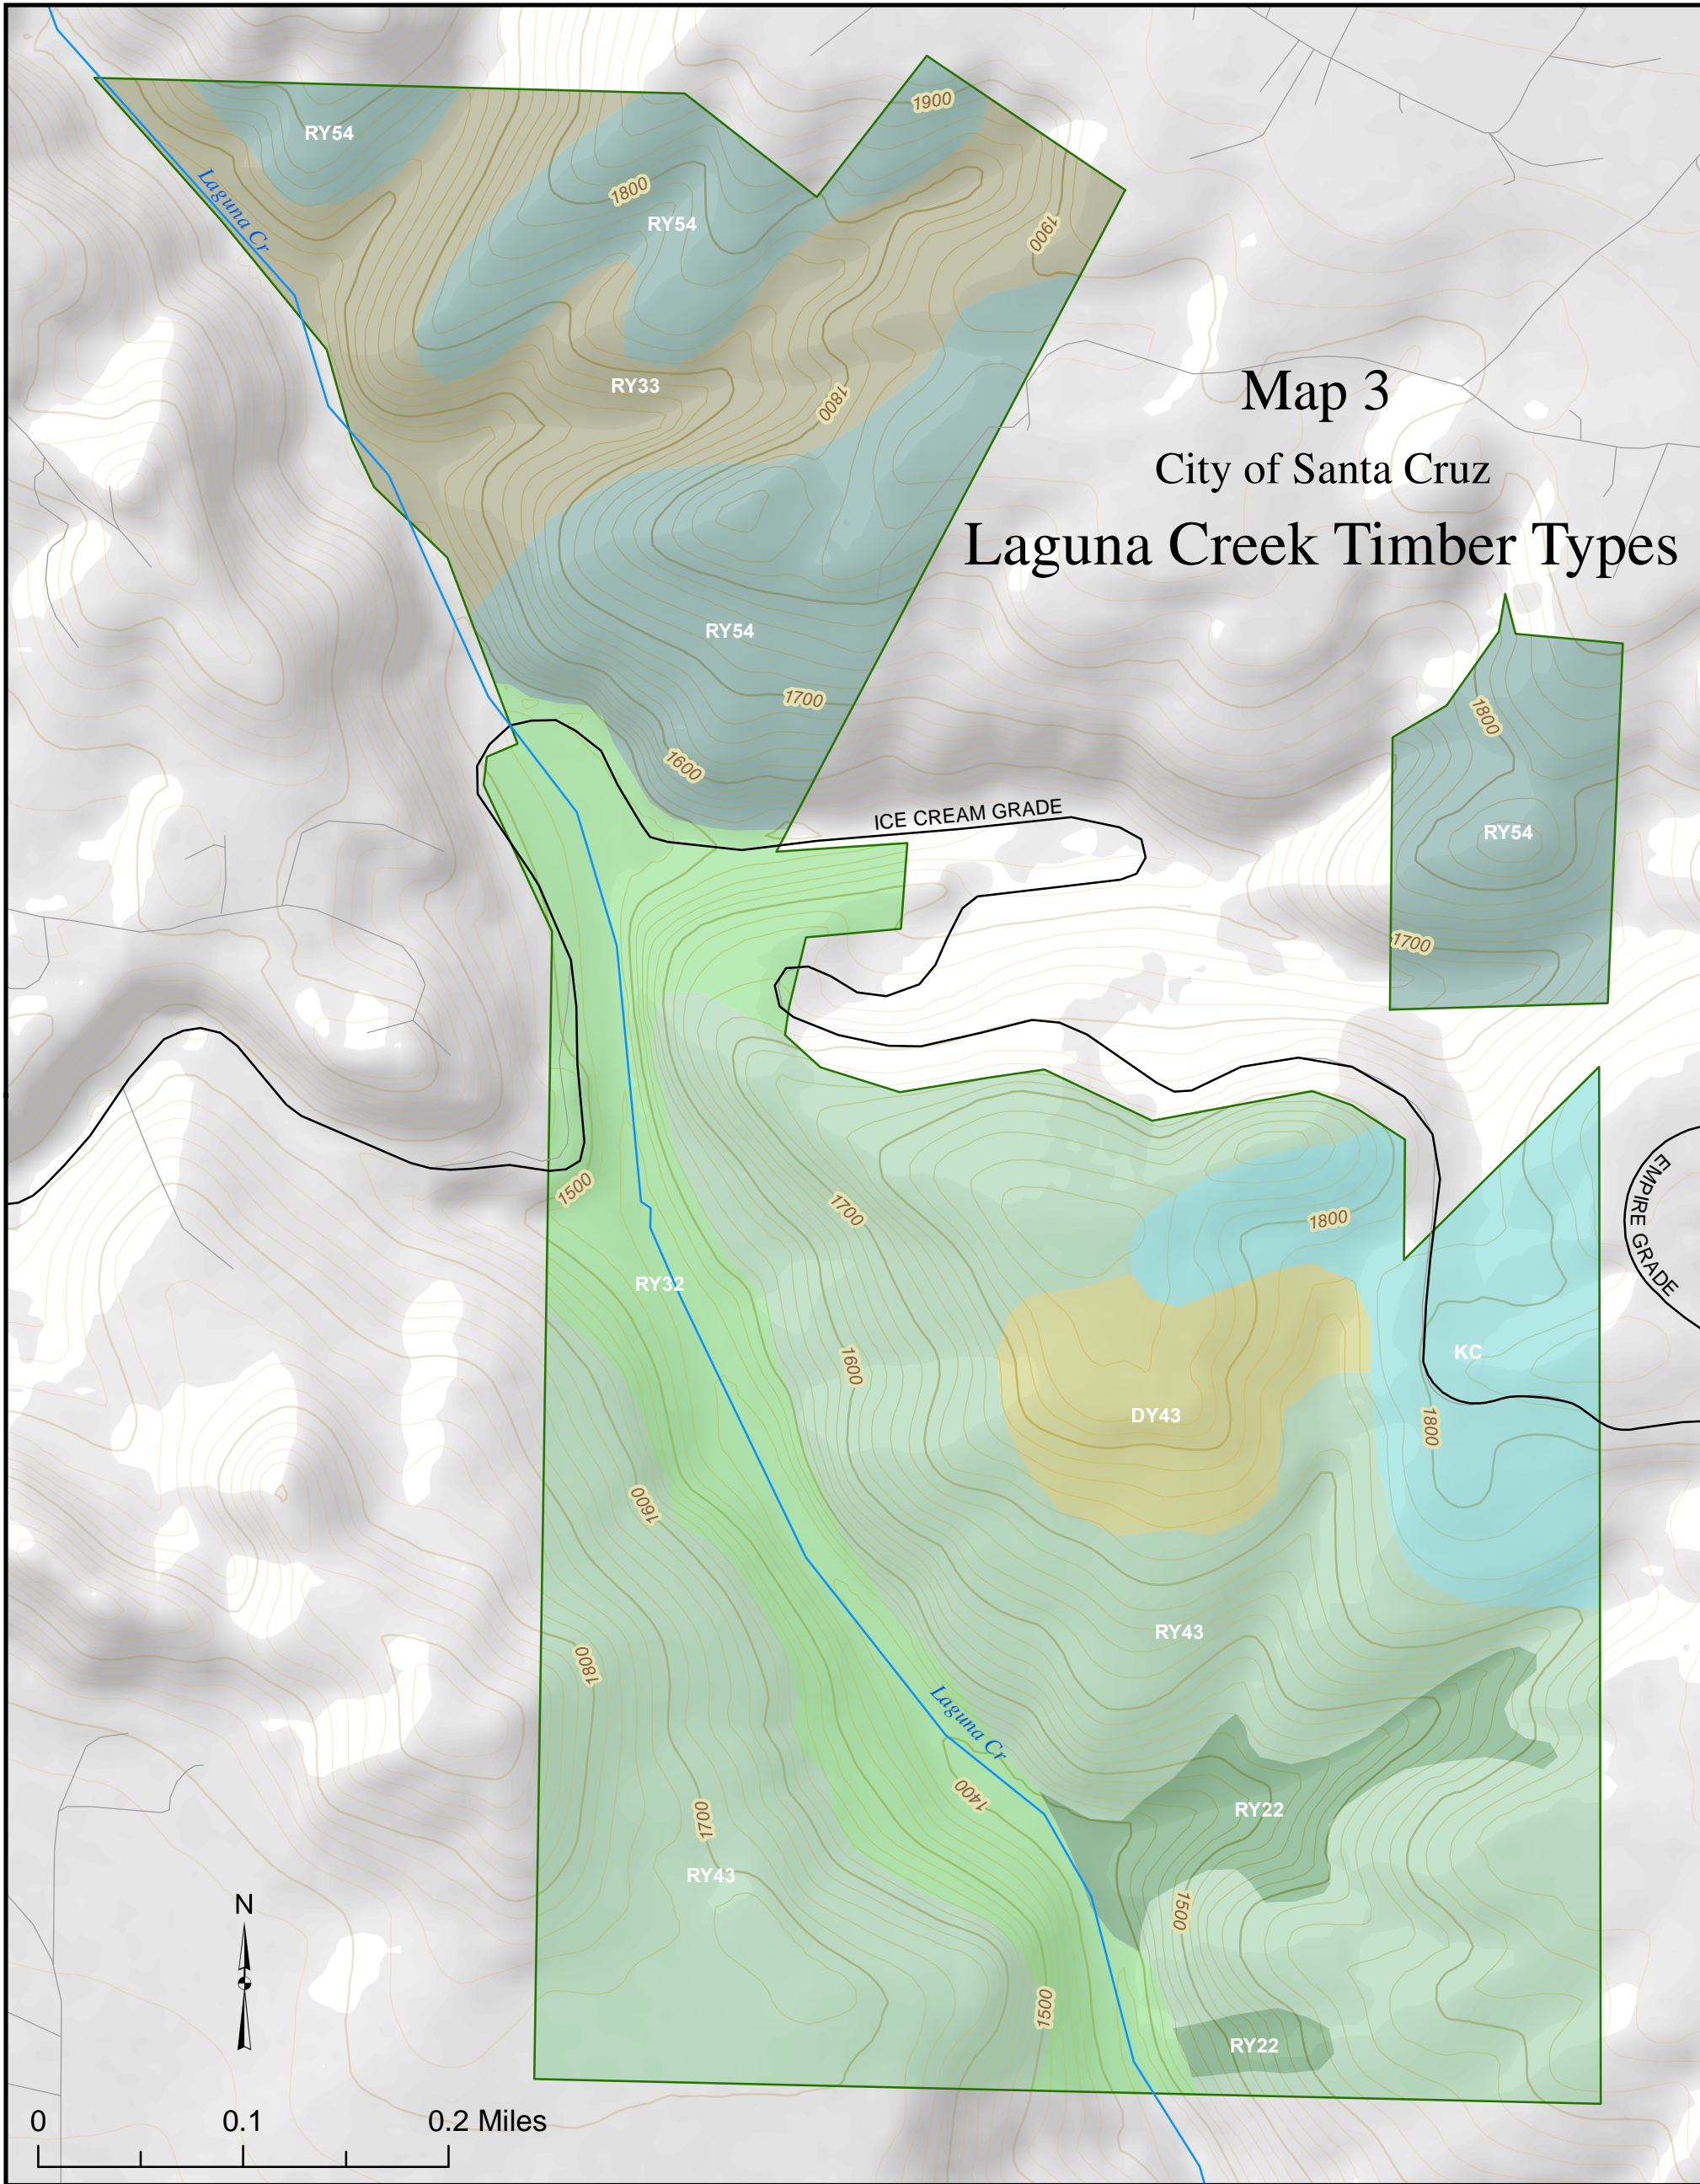 1900
RY54
1800
RY54
Laguna Cr
1900
Map 3
RY33
1800
City of Santa Cruz
Laguna Creek Timber Types
RY54
1700
1800
1600
ICE CREAM GRADE
RY54
1700
1500
1700
1800
EMPIRE GRADE
RY32
1600
KC
DY43
1800
1600
RY43
1800
Laguna Cr
1400
RY22
1700
RY43
N
1500
1500
RY22
0 0.1 0.2 Miles